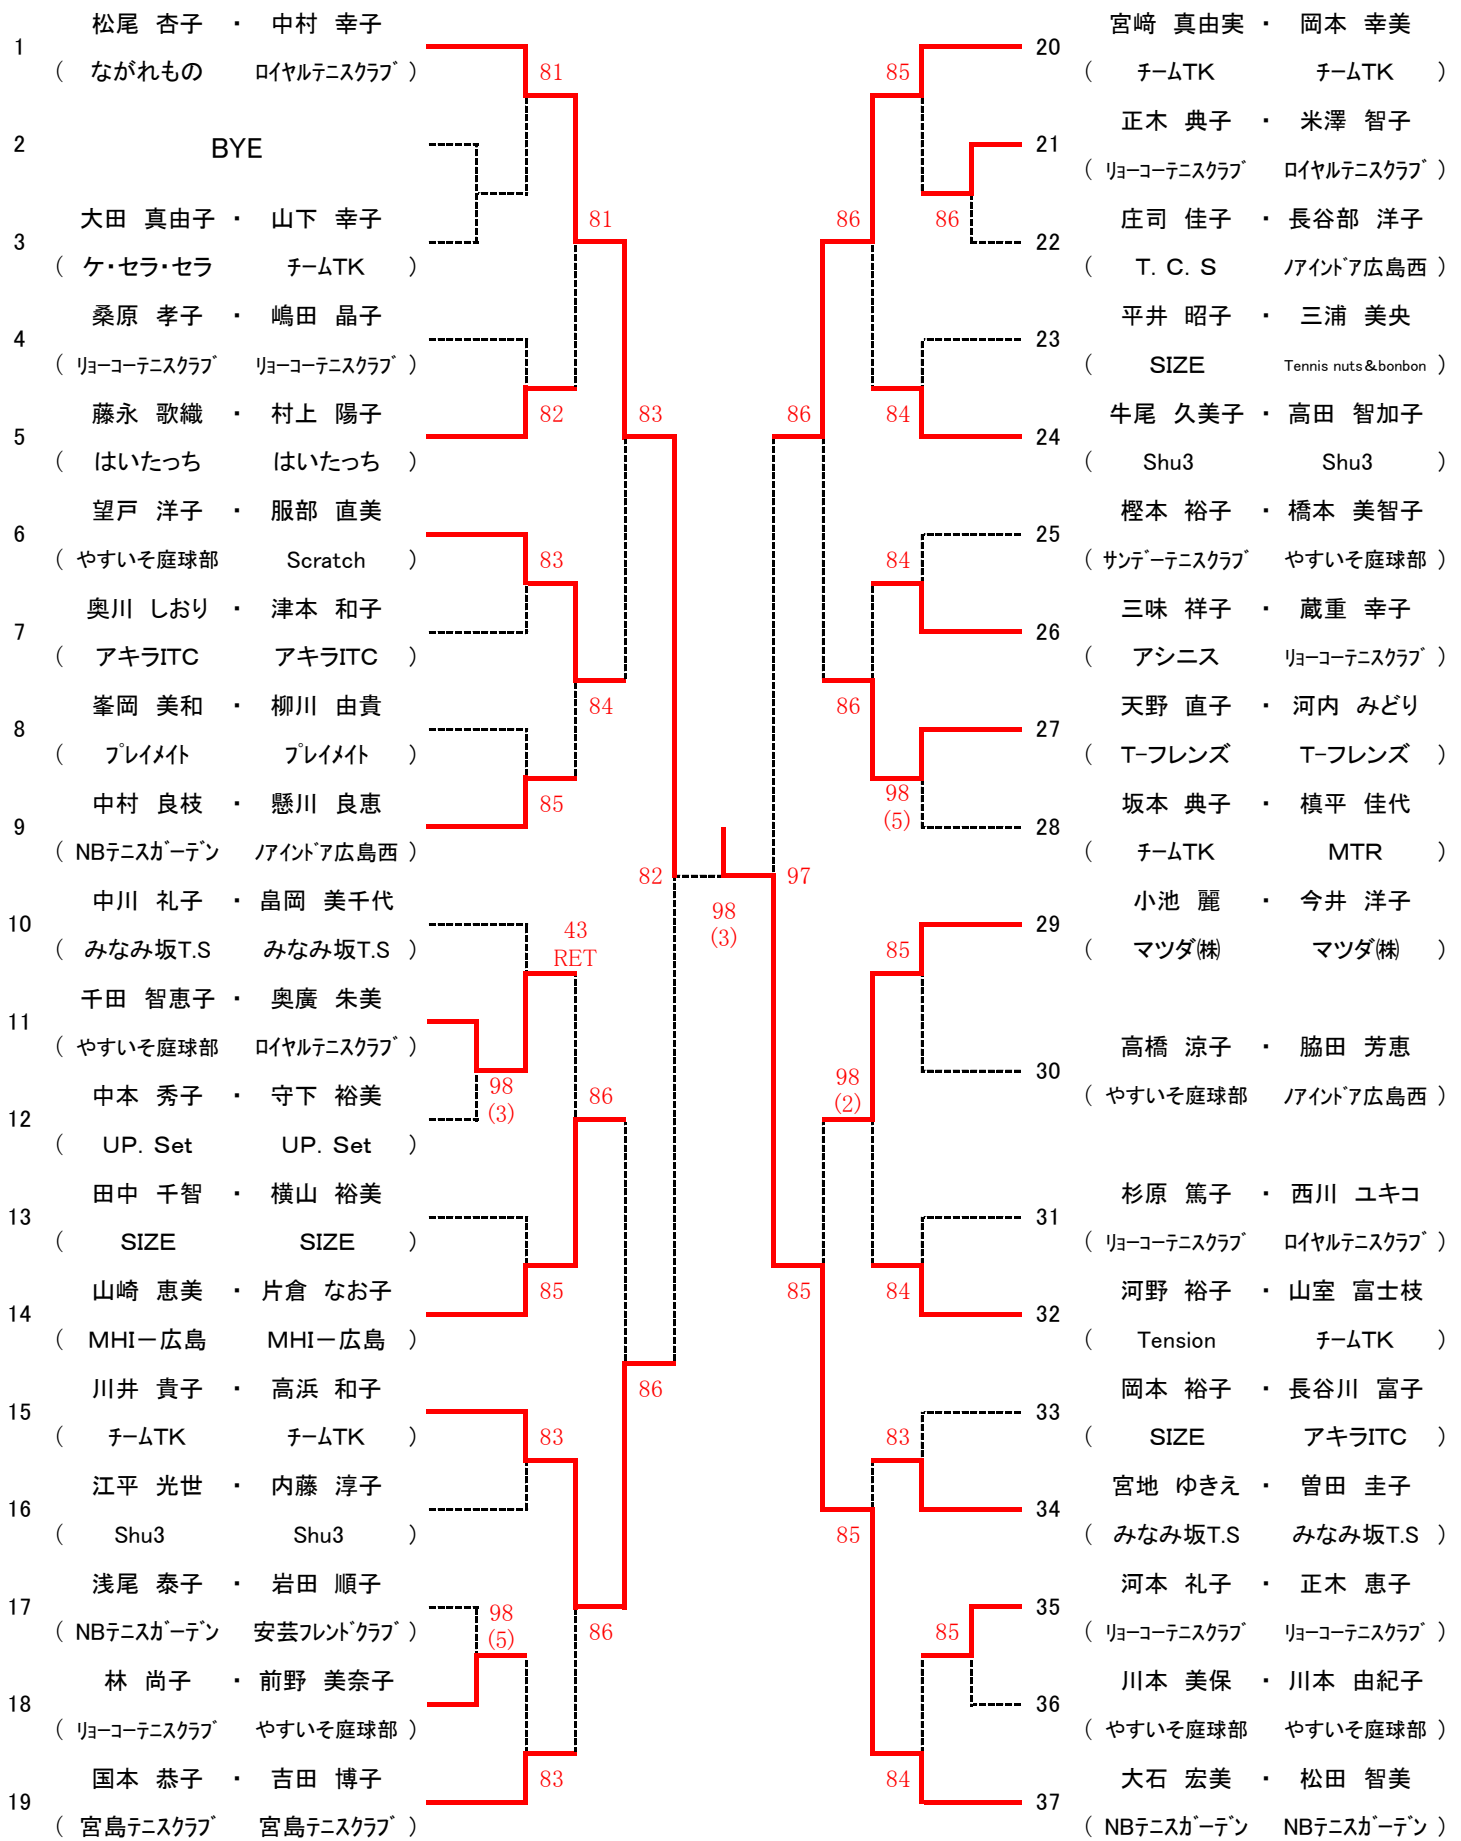 1 松尾 杏子 ・ 中村 幸子
( ながれもの ロイヤルテニスクラブ )
2 BYE
3 大田 真由子 ・ 山下 幸子
( ケ・セラ・セラ チームTK )
4 桑原 孝子 ・ 嶋田 晶子
( リョーコーテニスクラブ リョーコーテニスクラブ )
5 藤永 歌織 ・ 村上 陽子
( はいたっち はいたっち )
6 望戸 洋子 ・ 服部 直美
( やすいそ庭球部 Scratch )
7 奥川 しおり ・ 津本 和子
( アキラITC アキラITC )
8 峯岡 美和 ・ 柳川 由貴
( プレイメイト プレイメイト )
9 中村 良枝 ・ 懸川 良恵
( NBテニスガーデン ノアインドア広島西 )
10 中川 礼子 ・ 畠岡 美千代
( みなみ坂T.S みなみ坂T.S )
11 千田 智恵子 ・ 奥廣 朱美
( やすいそ庭球部 ロイヤルテニスクラブ )
12 中本 秀子 ・ 守下 裕美
( UP. Set UP. Set )
13 田中 千智 ・ 横山 裕美
( SIZE SIZE )
14 山崎 恵美 ・ 片倉 なお子
( MHI－広島 MHI－広島 )
15 川井 貴子 ・ 高浜 和子
( チームTK チームTK )
16 江平 光世 ・ 内藤 淳子
( Shu3 Shu3 )
17 浅尾 泰子 ・ 岩田 順子
( NBテニスガーデン 安芸フレンドクラブ )
18 林 尚子 ・ 前野 美奈子
( リョーコーテニスクラブ やすいそ庭球部 )
19 国本 恭子 ・ 吉田 博子
( 宮島テニスクラブ 宮島テニスクラブ )
81
82
83
85
98
(3)
43
RET
85
83
98
(5)
83
81
84
86
86
83
86
82
98
(3)
97
86
85
86
86
98
(2)
85
85
86
84
84
98
(5)
85
84
83
85
84
20 宮﨑 真由実 ・ 岡本 幸美
( チームTK チームTK )
21 正木 典子 ・ 米澤 智子
( リョーコーテニスクラブ ロイヤルテニスクラブ )
22 庄司 佳子 ・ 長谷部 洋子
( T. C. S ノアインドア広島西 )
23 平井 昭子 ・ 三浦 美央
( SIZE Tennis nuts&bonbon )
24 牛尾 久美子 ・ 高田 智加子
( Shu3 Shu3 )
25 樫本 裕子 ・ 橋本 美智子
( サンデーテニスクラブ やすいそ庭球部 )
26 三味 祥子 ・ 蔵重 幸子
( アシニス リョーコーテニスクラブ )
27 天野 直子 ・ 河内 みどり
( T-フレンズ T-フレンズ )
28 坂本 典子 ・ 槙平 佳代
( チームTK MTR )
29 小池 麗 ・ 今井 洋子
( マツダ㈱ マツダ㈱ )
30 高橋 涼子 ・ 脇田 芳恵
( やすいそ庭球部 ノアインドア広島西 )
31 杉原 篤子 ・ 西川 ユキコ
( リョーコーテニスクラブ ロイヤルテニスクラブ )
32 河野 裕子 ・ 山室 富士枝
( Tension チームTK )
33 岡本 裕子 ・ 長谷川 富子
( SIZE アキラITC )
34 宮地 ゆきえ ・ 曽田 圭子
( みなみ坂T.S みなみ坂T.S )
35 河本 礼子 ・ 正木 恵子
( リョーコーテニスクラブ リョーコーテニスクラブ )
36 川本 美保 ・ 川本 由紀子
( やすいそ庭球部 やすいそ庭球部 )
37 大石 宏美 ・ 松田 智美
( NBテニスガーデン NBテニスガーデン )